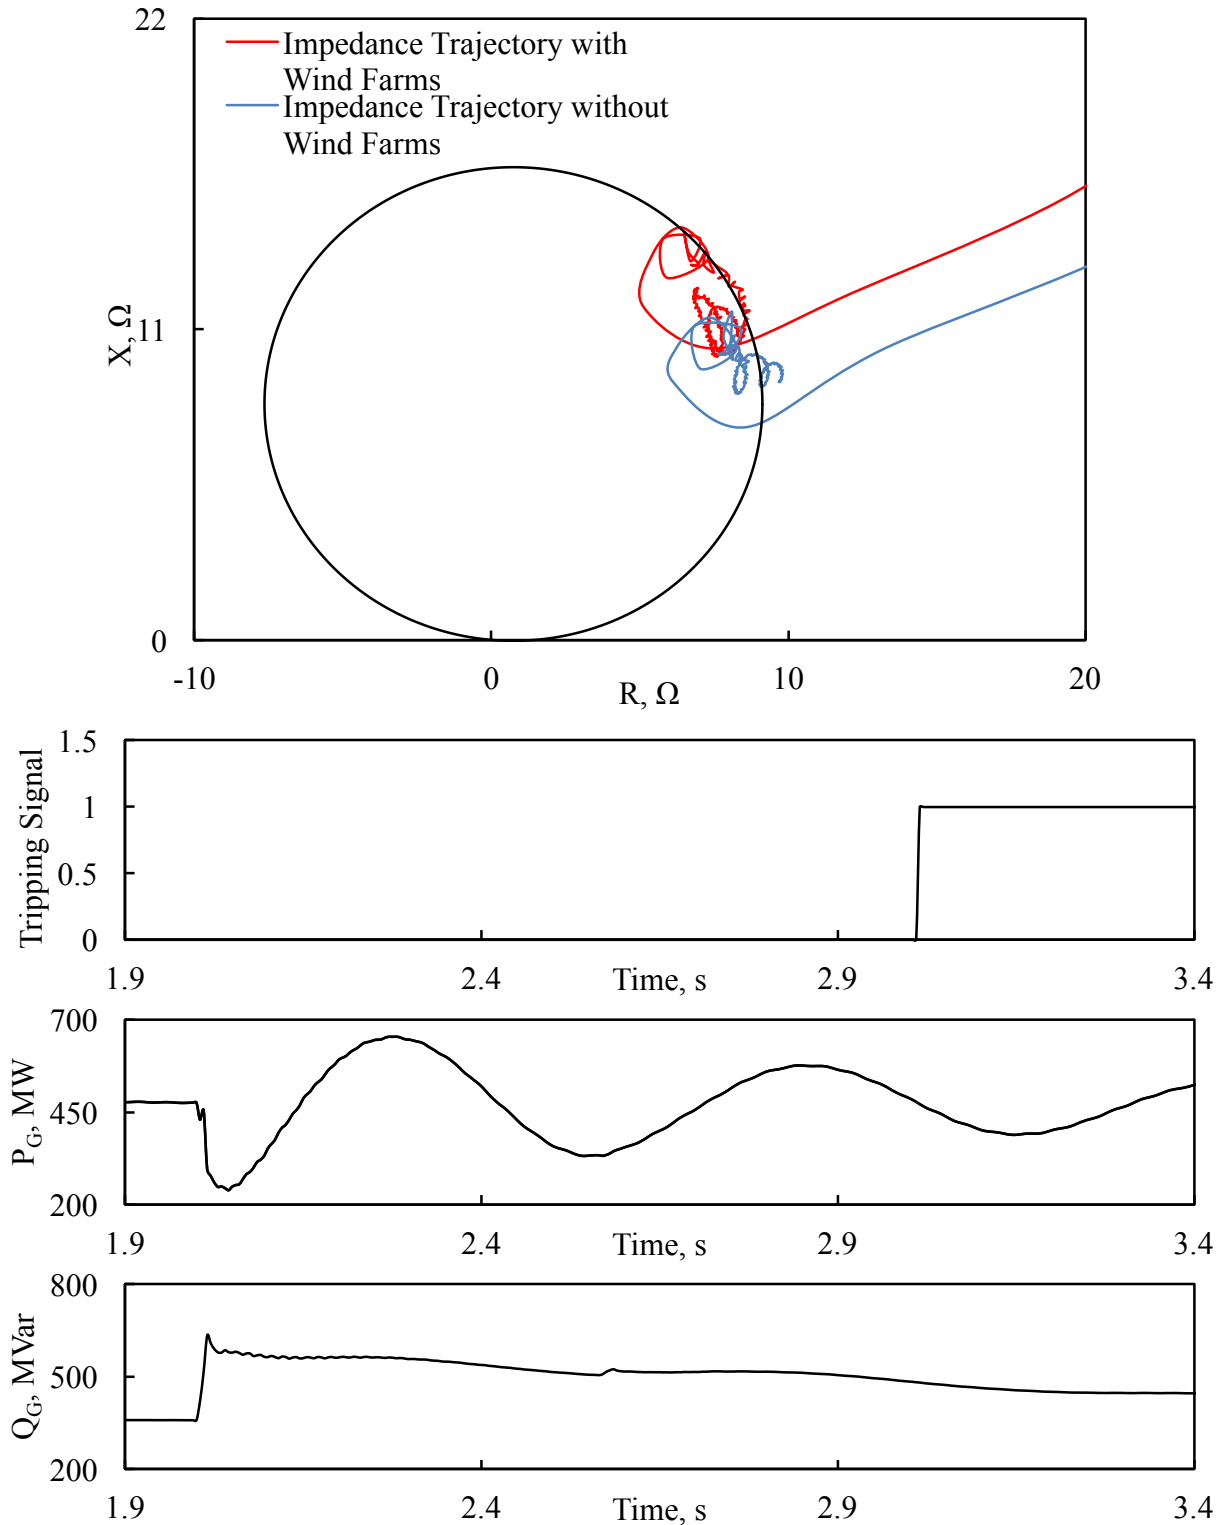 22
Impedance Trajectory with
Wind Farms
Impedance Trajectory without
Wind Farms
X, Ω
11
0
-10 0 10 20
R, Ω
Tripping Signal
1.5
1
0.5
0
1.9 2.4 Time, s 2.9 3.4
P_G, MW
700
450
200
1.9 2.4 Time, s 2.9 3.4
Q_G, MVar
800
500
200
1.9 2.4 Time, s 2.9 3.4